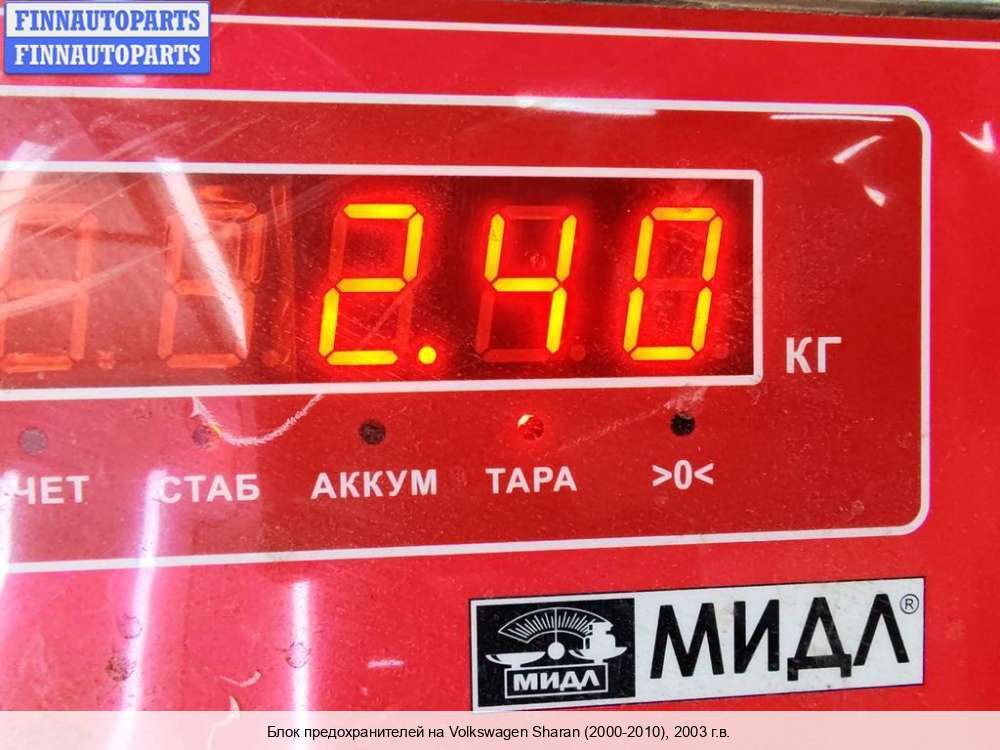 FINNAUTOPARTS
FINNAUTOPARTS
2.40
КГ
ЧЕТ СТАБ АККУМ ТАРА >0<
МИДЛ МИДЛ®
Блок предохранителей на Volkswagen Sharan (2000-2010), 2003 г.в.